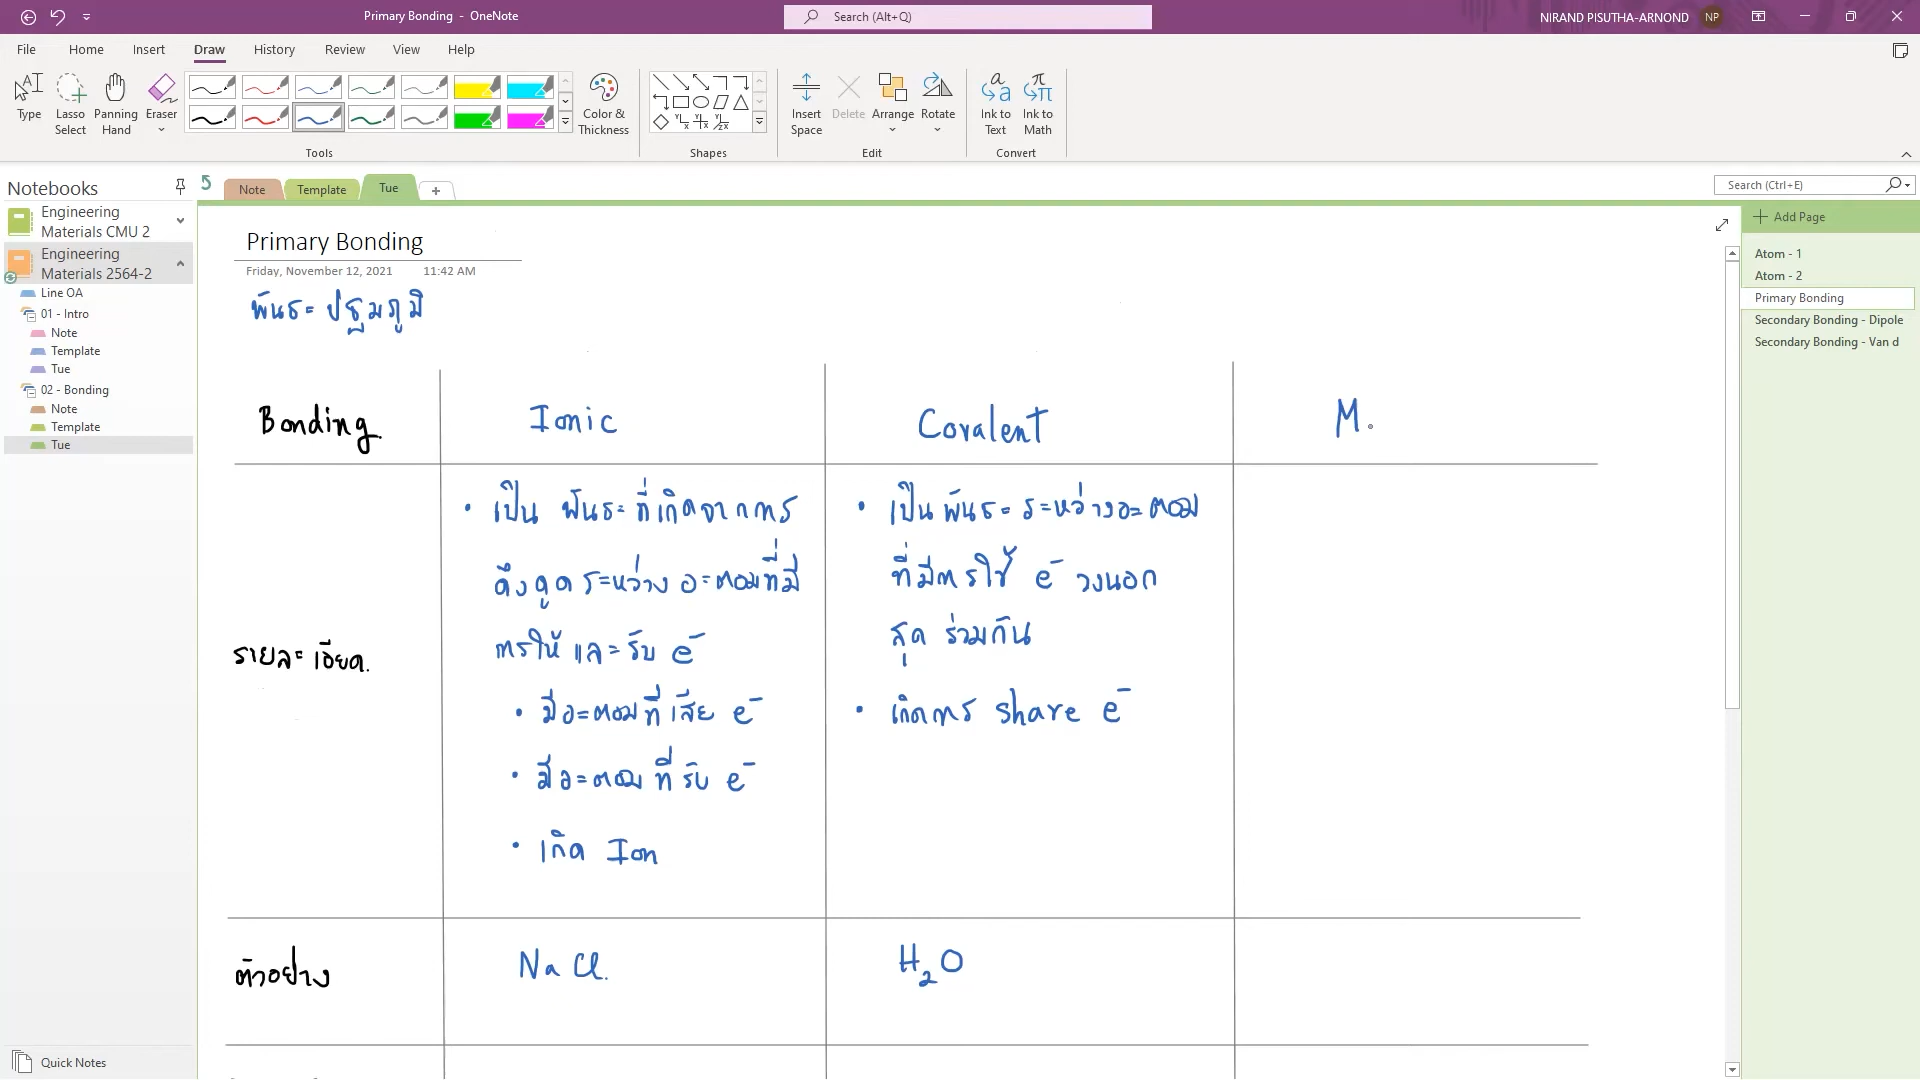 Primary Bonding - OneNote
Search (Alt+Q)
NIRAND PISUTHA-ARNOND
NP
File Home Insert Draw History Review View Help
Type
Lasso Select
Panning Hand
Eraser
Color & Thickness
Insert Space
Delete
Arrange
Rotate
Ink to Text
Ink to Math
Tools
Shapes
Edit
Convert
Notebooks
Note Template Tue
Search (Ctrl+E)
Engineering Materials CMU 2
Engineering Materials 2564-2
Line OA
01 - Intro
Note
Template
Tue
02 - Bonding
Note
Template
Tue
Quick Notes
Primary Bonding
Friday, November 12, 2021 11:42 AM
พันธะ ปฐมภูมิ
Bonding Ionic Covalent M
รายละเอียด
• เป็น พันธะที่เกิดจากการ
ดึงดูดระหว่าง อะตอมที่มี
การให้ และรับ e⁻
• มีอะตอมที่เสีย e⁻
• มีอะตอมที่รับ e⁻
• เกิด Ion
• เป็นพันธะระหว่างอะตอม
ที่มีการใช้ e⁻ วงนอก
สุด ร่วมกัน
• เกิดการ share e⁻
ตัวอย่าง NaCl. H₂O
Add Page
Atom - 1
Atom - 2
Primary Bonding
Secondary Bonding - Dipole
Secondary Bonding - Van d